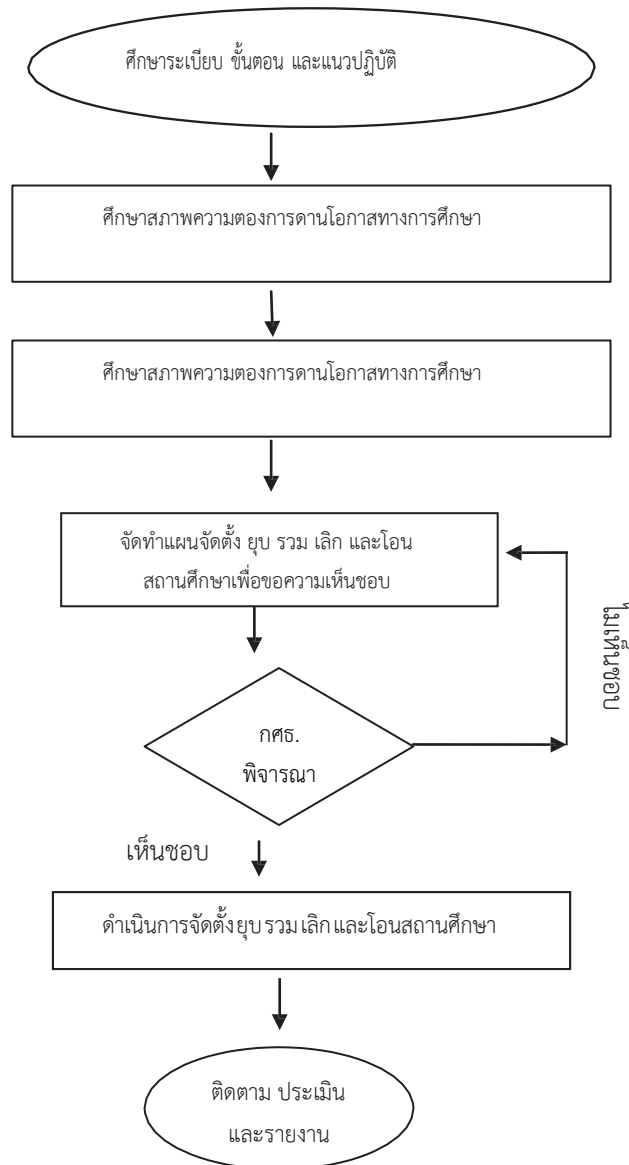 ศึกษาระเบียบ ขั้นตอน และแนวปฏิบัติ
ศึกษาสภาพความตองการดานโอกาสทางการศึกษา
ศึกษาสภาพความตองการดานโอกาสทางการศึกษา
จัดทำแผนจัดตั้ง ยุบ รวม เลิก และโอน
สถานศึกษาเพื่อขอความเห็นชอบ
ไมเห็นชอบ
กศธ.
พิจารณา
เห็นชอบ
ดำเนินการจัดตั้ง ยุบ รวม เลิก และโอนสถานศึกษา
ติดตาม ประเมิน
และรายงาน